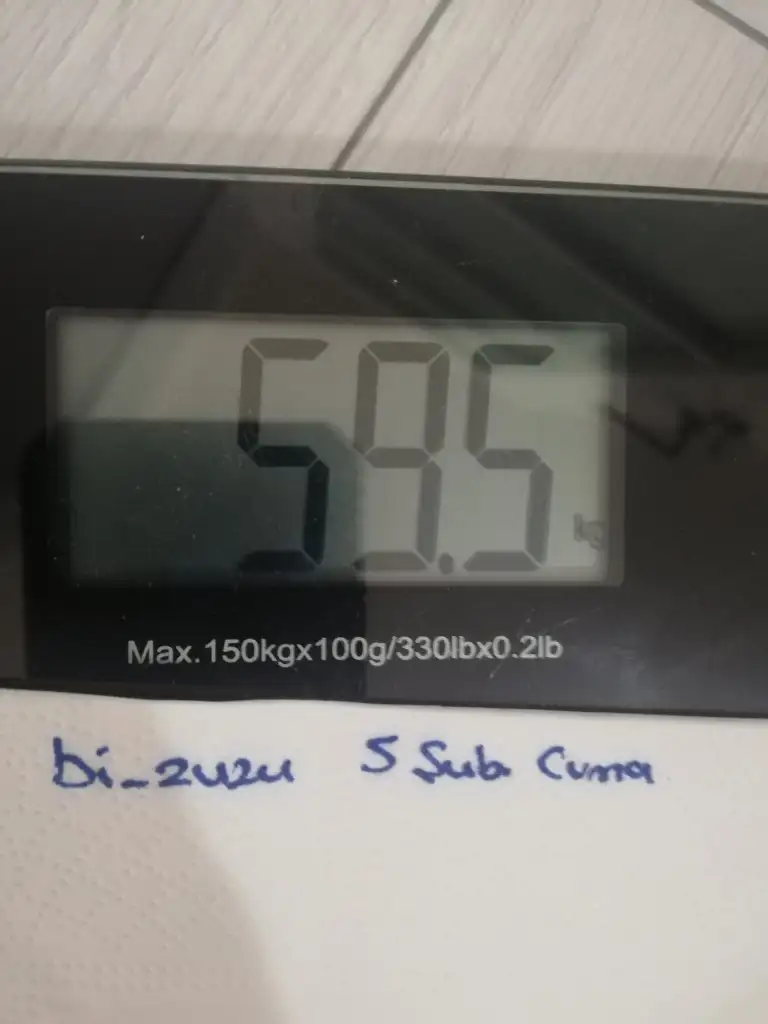 59.5 kg
Max.150kgx100g/330lbx0.2lb
bi_zuzu 5 Şub Cuma